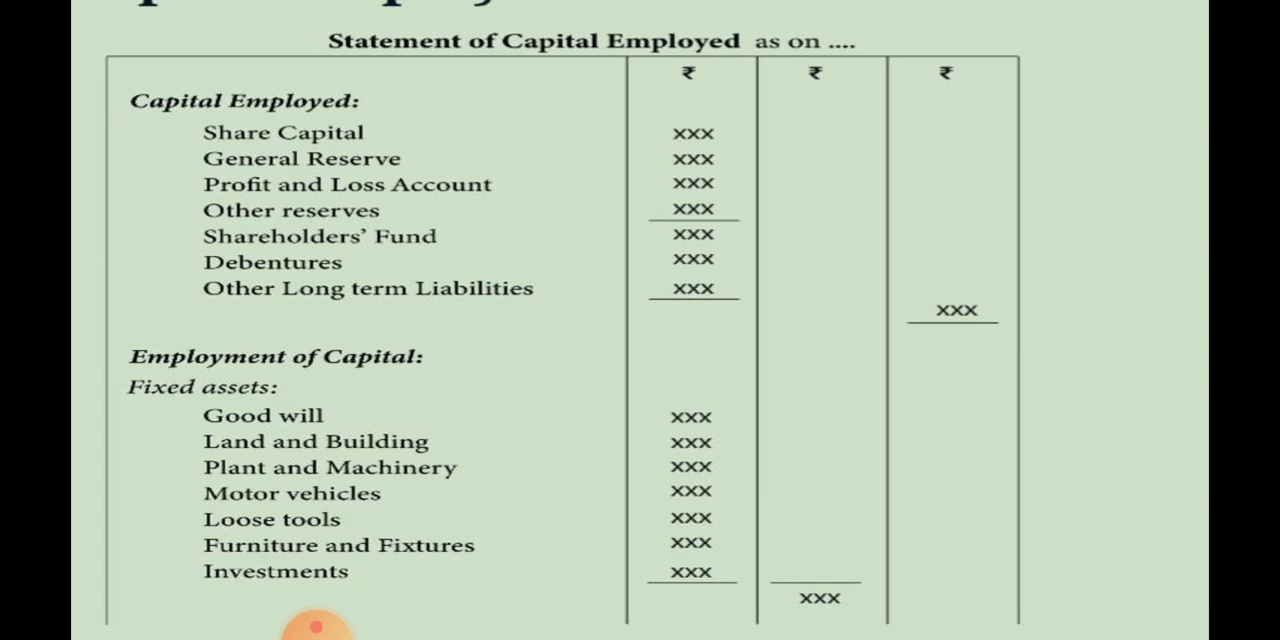 Statement of Capital Employed as on ....
₹ ₹ ₹
Capital Employed:
Share Capital xxx
General Reserve xxx
Profit and Loss Account xxx
Other reserves xxx
Shareholders' Fund xxx
Debentures xxx
Other Long term Liabilities xxx
xxx
Employment of Capital:
Fixed assets:
Good will xxx
Land and Building xxx
Plant and Machinery xxx
Motor vehicles xxx
Loose tools xxx
Furniture and Fixtures xxx
Investments xxx
xxx